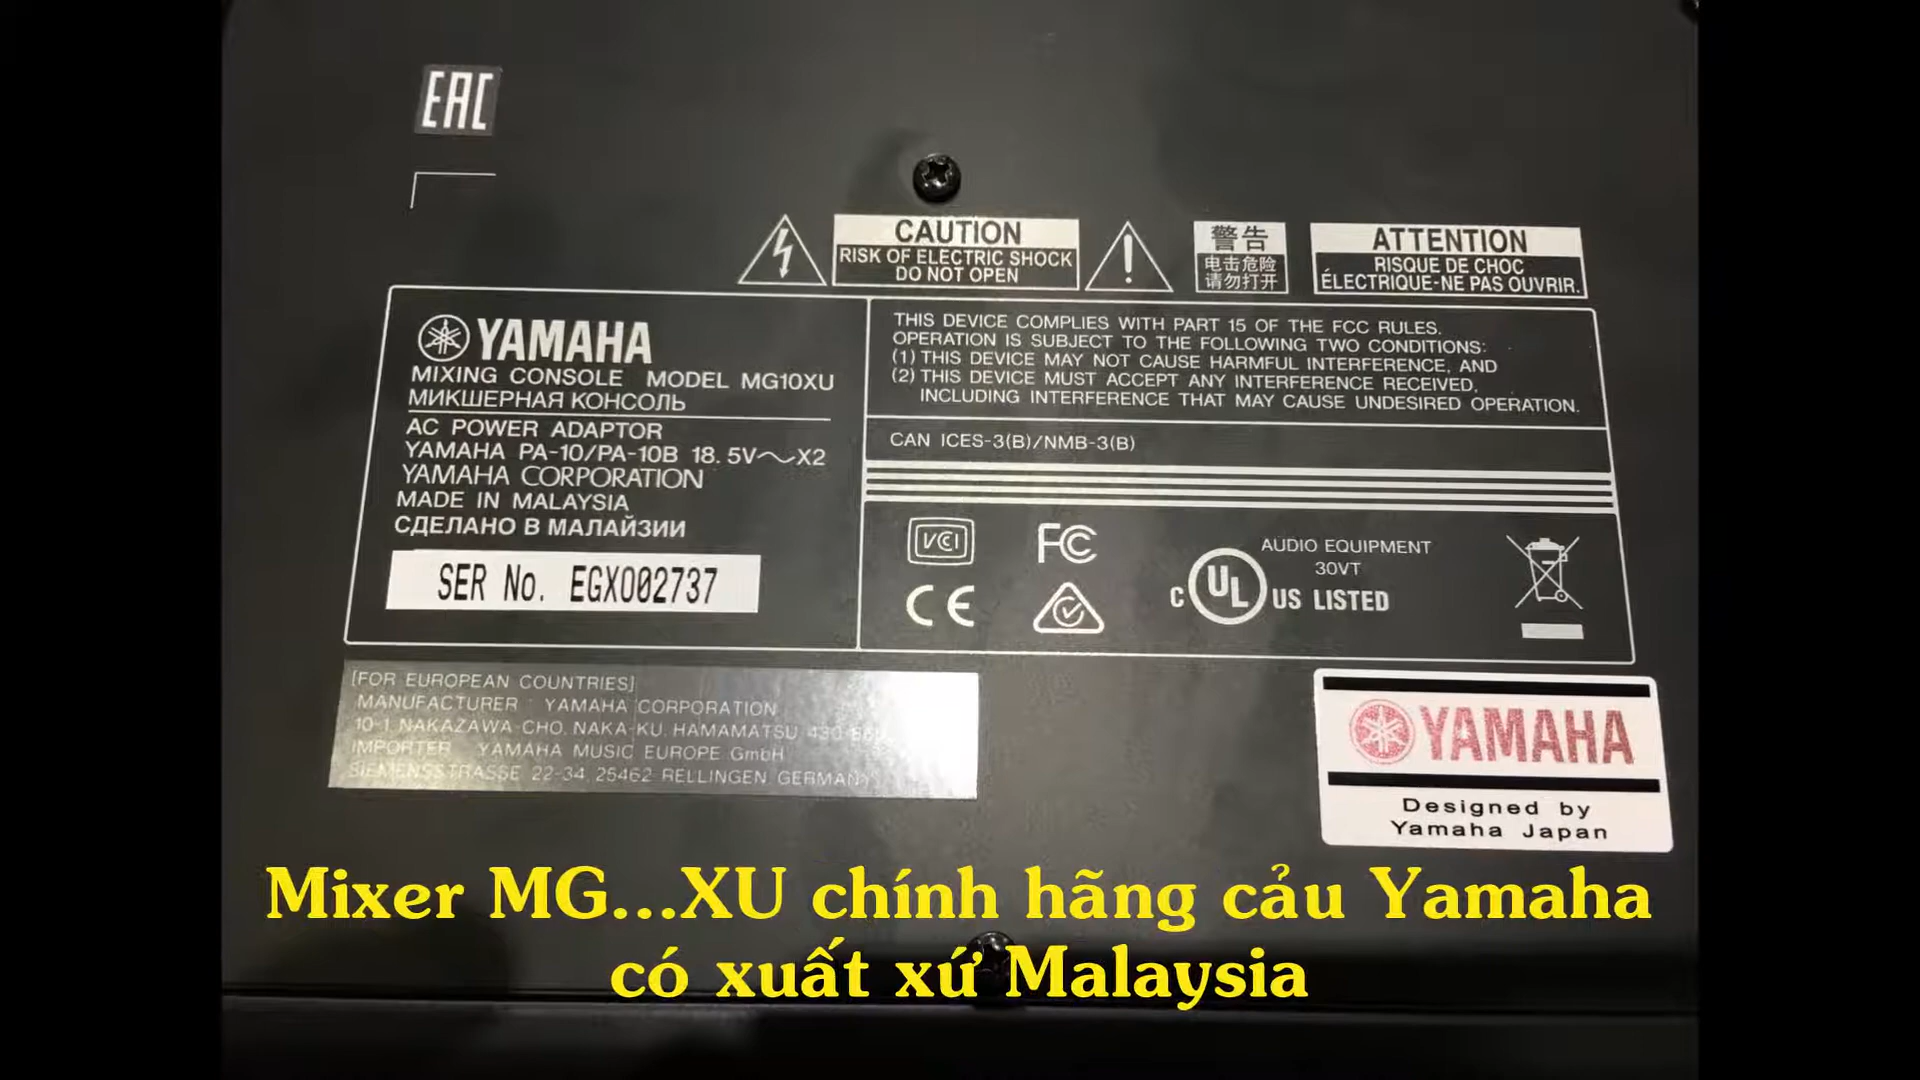 EAC
CAUTION
RISK OF ELECTRIC SHOCK
DO NOT OPEN
警告
电击危险
请勿打开
ATTENTION
RISQUE DE CHOC
ÉLECTRIQUE-NE PAS OUVRIR.
YAMAHA
MIXING CONSOLE MODEL MG10XU
МИКШЕРНАЯ КОНСОЛЬ
AC POWER ADAPTOR
YAMAHA PA-10/PA-10B 18.5V～X2
YAMAHA CORPORATION
MADE IN MALAYSIA
СДЕЛАНО В МАЛАЙЗИИ
SER No. EGXO02737
THIS DEVICE COMPLIES WITH PART 15 OF THE FCC RULES.
OPERATION IS SUBJECT TO THE FOLLOWING TWO CONDITIONS:
(1) THIS DEVICE MAY NOT CAUSE HARMFUL INTERFERENCE, AND
(2) THIS DEVICE MUST ACCEPT ANY INTERFERENCE RECEIVED,
INCLUDING INTERFERENCE THAT MAY CAUSE UNDESIRED OPERATION.
CAN ICES-3(B)/NMB-3(B)
VCI
FC
CE
C UL US LISTED
AUDIO EQUIPMENT
30VT
[FOR EUROPEAN COUNTRIES]
MANUFACTURER : YAMAHA CORPORATION
10-1, NAKAZAWA-CHO, NAKA-KU, HAMAMATSU
IMPORTER : YAMAHA MUSIC EUROPE GmbH
SIEMENSSTRASSE 22-34, 25462 RELLINGEN GERMANY
YAMAHA
Designed by
Yamaha Japan
Mixer MG...XU chính hãng cảu Yamaha
có xuất xứ Malaysia